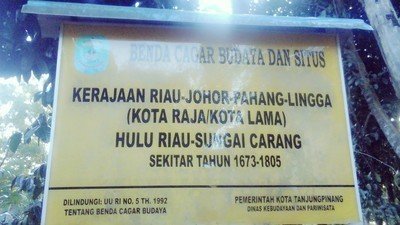 BENDA CAGAR BUDAYA DAN SITUS
KERAJAAN RIAU-JOHOR-PAHANG-LINGGA
(KOTA RAJA/KOTA LAMA)
HULU RIAU-SUNGAI CARANG
SEKITAR TAHUN 1673-1805
DILINDUNGI: UU RI NO. 5 TH. 1992
TENTANG BENDA CAGAR BUDAYA
PEMERINTAH KOTA TANJUNGPINANG
DINAS KEBUDAYAAN DAN PARIWISATA